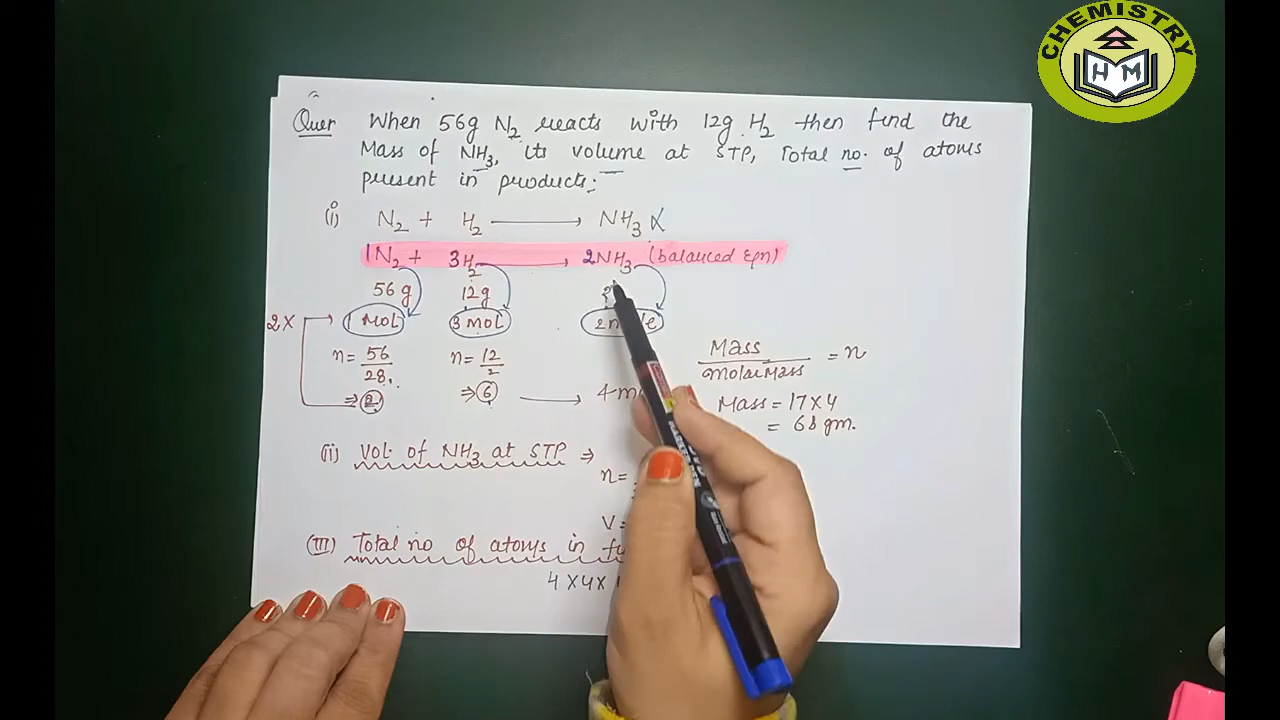 CHEMISTRY
HM
Ques When 56g N2 reacts with 12g H2 then find the
Mass of NH3, its volume at STP, Total no. of atoms
present in products:
(i) N2 + H2 ⟶ NH3 X
1N2 + 3H2 ⟶ 2NH3 (balanced Eqn)
56g 12g ?
2X 1 MOL 3 MOL
n= 56/28 n= 12/2 Mass/molar Mass = n
⇒ 2 ⇒ 6 ⟶ 4 Mass = 17 X 4
= 68 gm.
(ii) Vol. of NH3 at STP ⇒
n=
V=
(III) Total no of atoms in
4 X 4 X